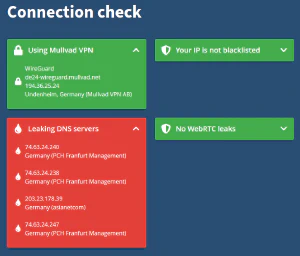 Connection check
Using Mullvad VPN
WireGuard
de24-wireguard.mullvad.net
194.36.25.24
Undenheim, Germany (Mullvad VPN AB)
Your IP is not blacklisted
Leaking DNS servers
74.63.24.240
Germany (PCH Franfurt Management)
74.63.24.238
Germany (PCH Franfurt Management)
203.23.178.39
Germany (asianetcom)
74.63.24.247
Germany (PCH Franfurt Management)
No WebRTC leaks